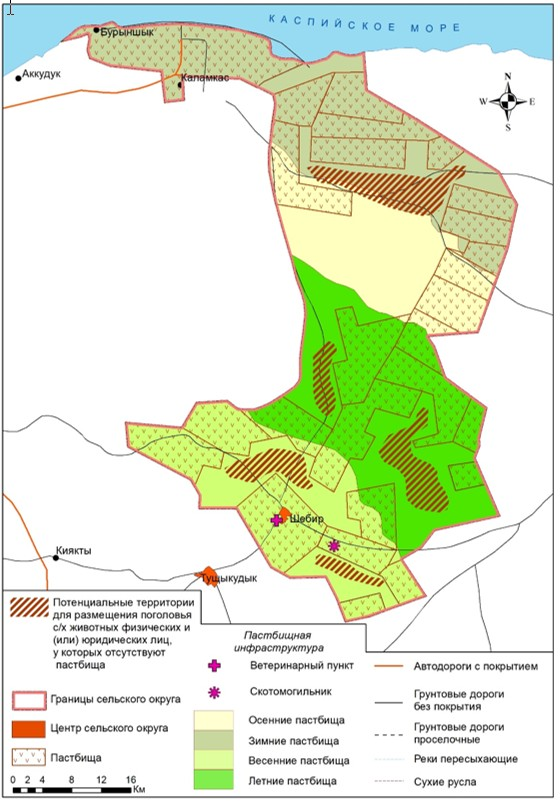 КАСПИЙСКОЕ МОРЕ
Бурыншык
Аккудук
Каламкас
N
W E
S
Шебир
Киякты
Тущыкудык
Потенциальные территории
для размещения поголовья
с/х животных физических и
(или) юридических лиц,
у которых отсутствуют
пастбища
Границы сельского округа
Центр сельского округа
Пастбища
0 2 4 8 12 16
Км
Пастбищная
инфраструктура
Ветеринарный пункт
Скотомогильник
Осенние пастбища
Зимние пастбища
Весенние пастбища
Летние пастбища
Автодороги с покрытием
Грунтовые дороги
без покрытия
Грунтовые дороги
проселочные
Реки пересыхающие
Сухие русла